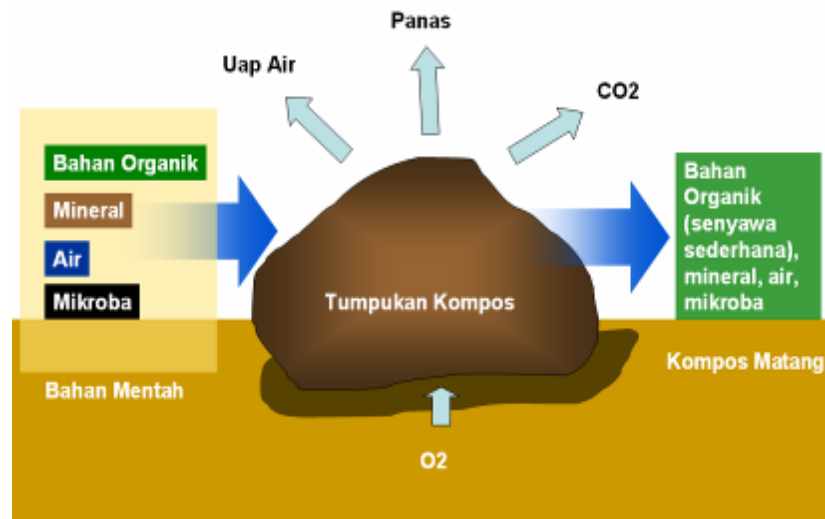 Panas
Uap Air
CO2
Bahan Organik
Mineral
Air
Mikroba
Bahan Mentah
Tumpukan Kompos
O2
Bahan
Organik
(senyawa
sederhana),
mineral, air,
mikroba
Kompos Matang